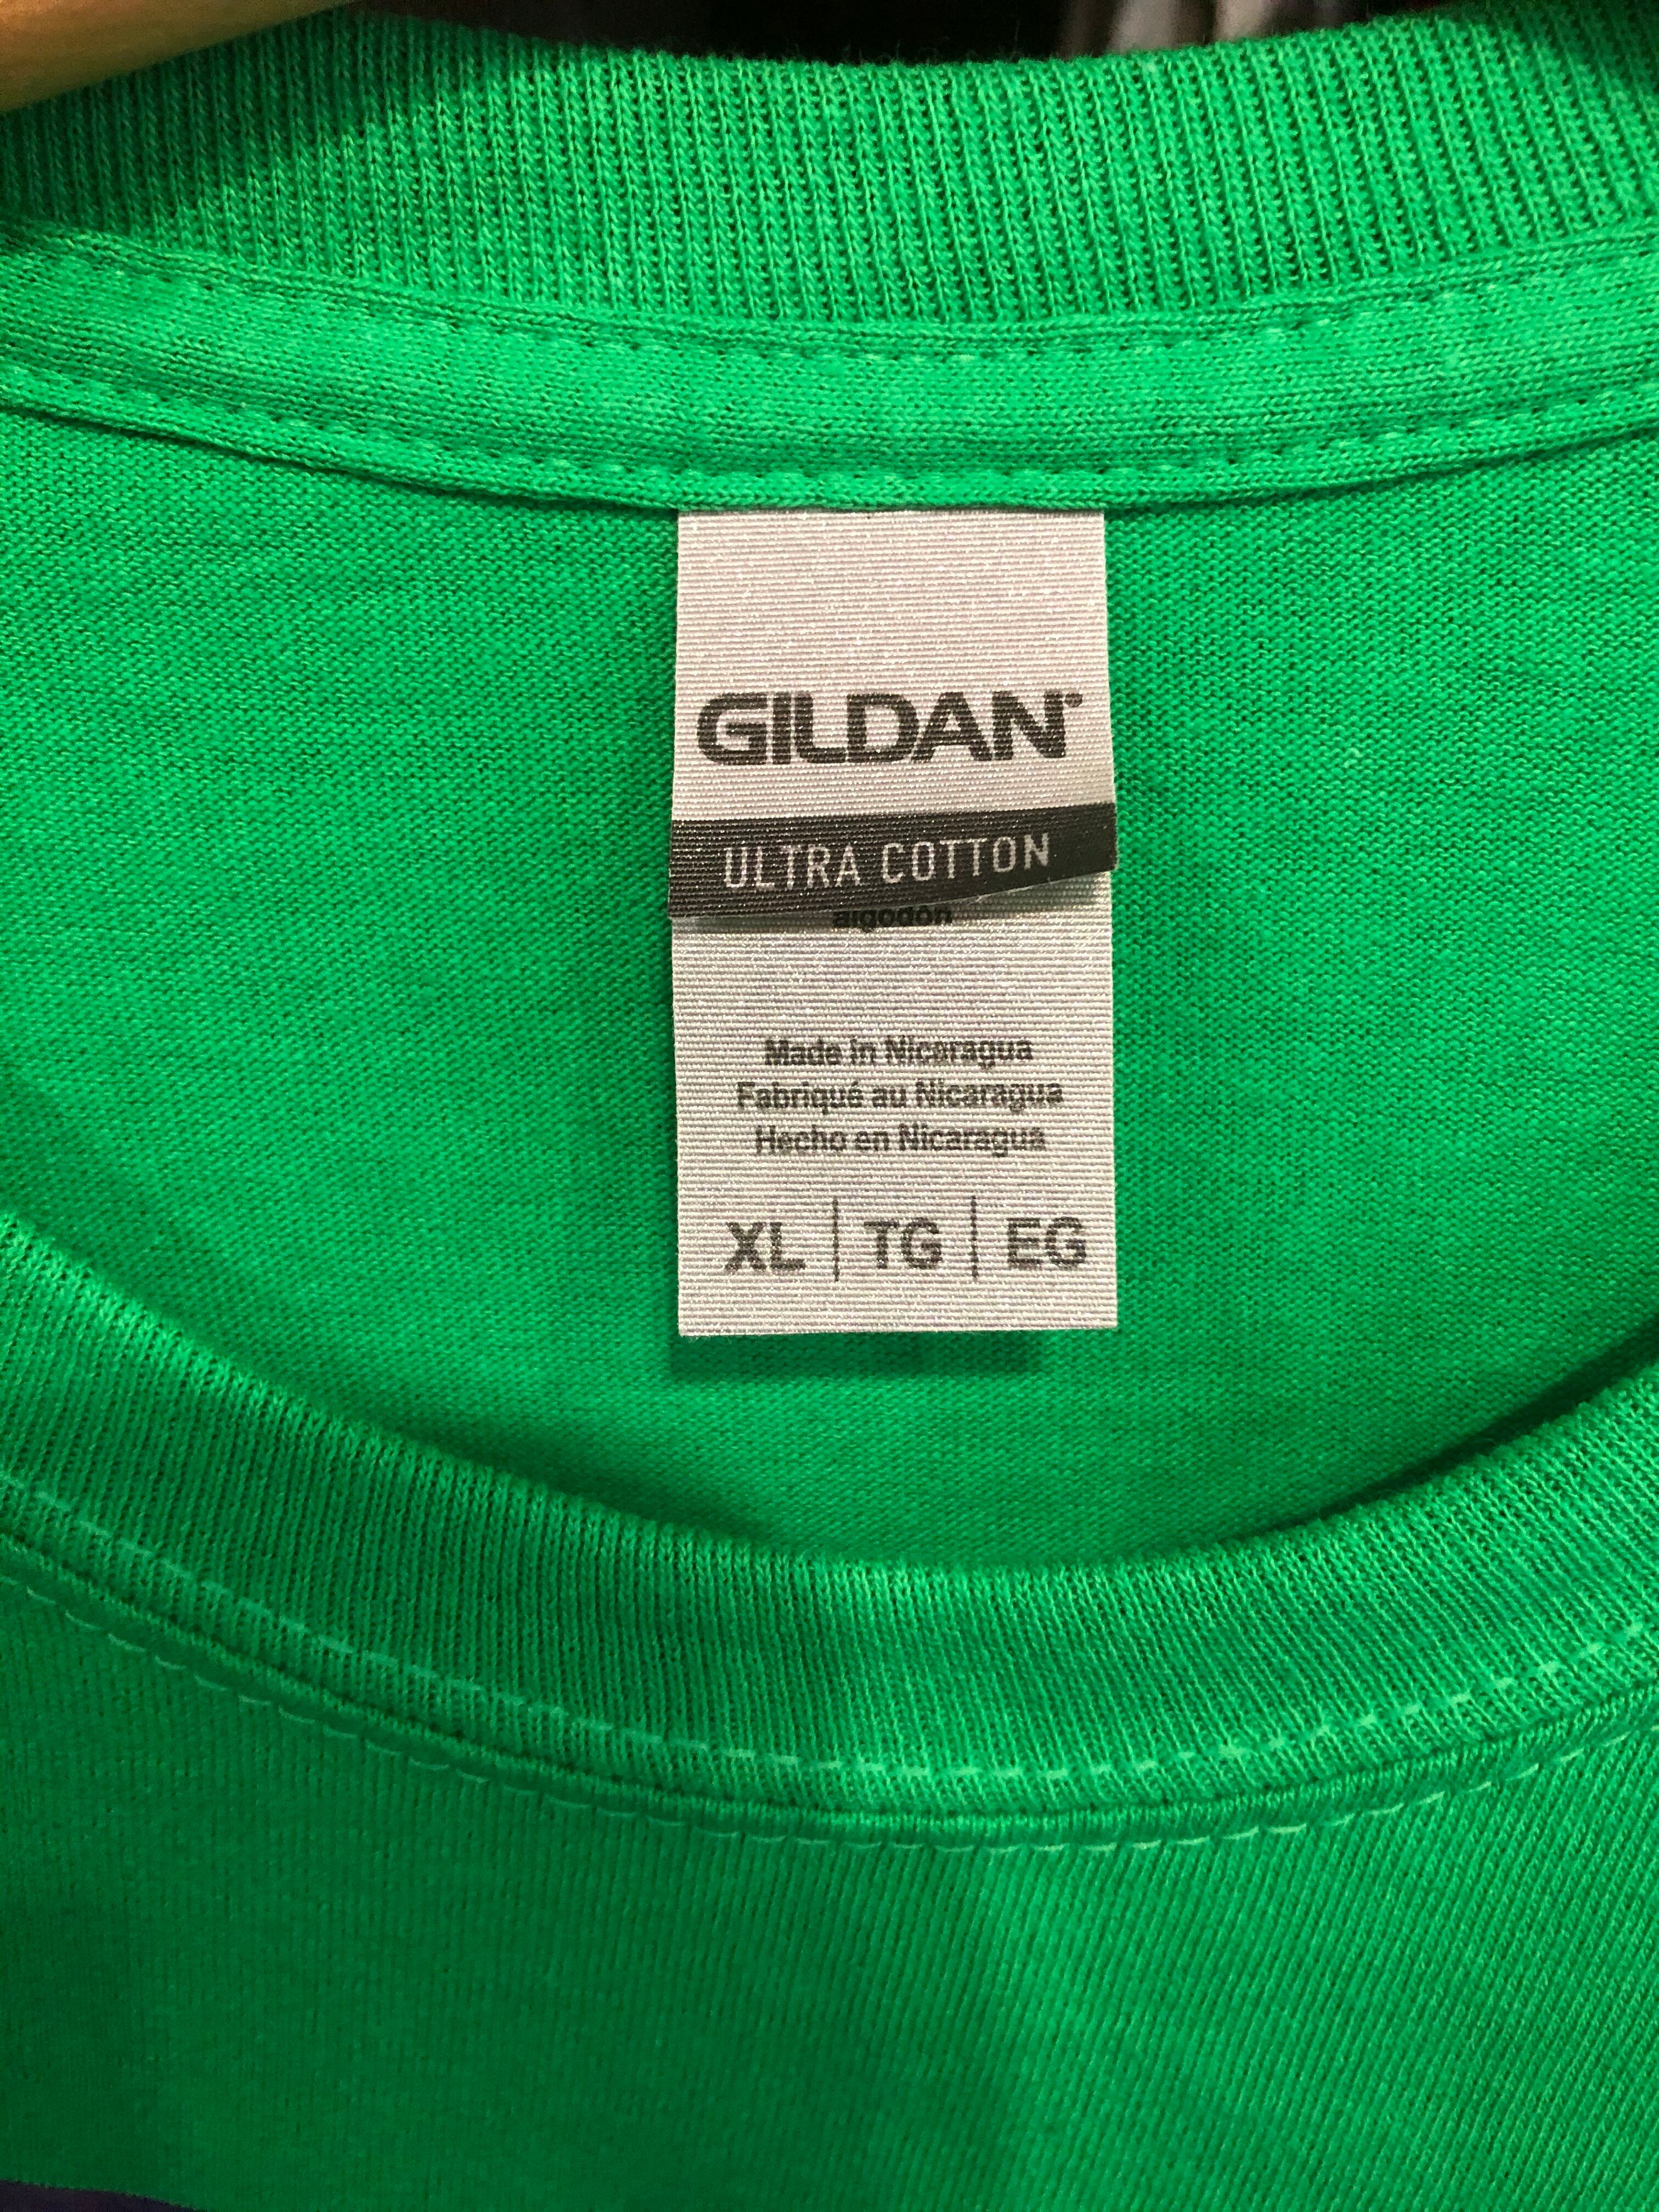 GILDAN
ULTRA COTTON
algodón
Made in Nicaragua
Fabriqué au Nicaragua
Hecho en Nicaragua
XL | TG | EG